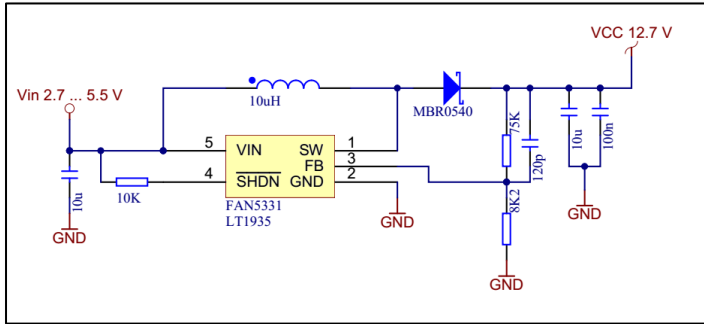 VCC 12.7 V
Vin 2.7 ... 5.5 V
10uH
MBR0540
5 VIN SW 1
FB 3
4 SHDN GND 2
FAN5331
LT1935
10K
10u
GND
GND
75K
120p
8K2
GND
10u
100n
GND